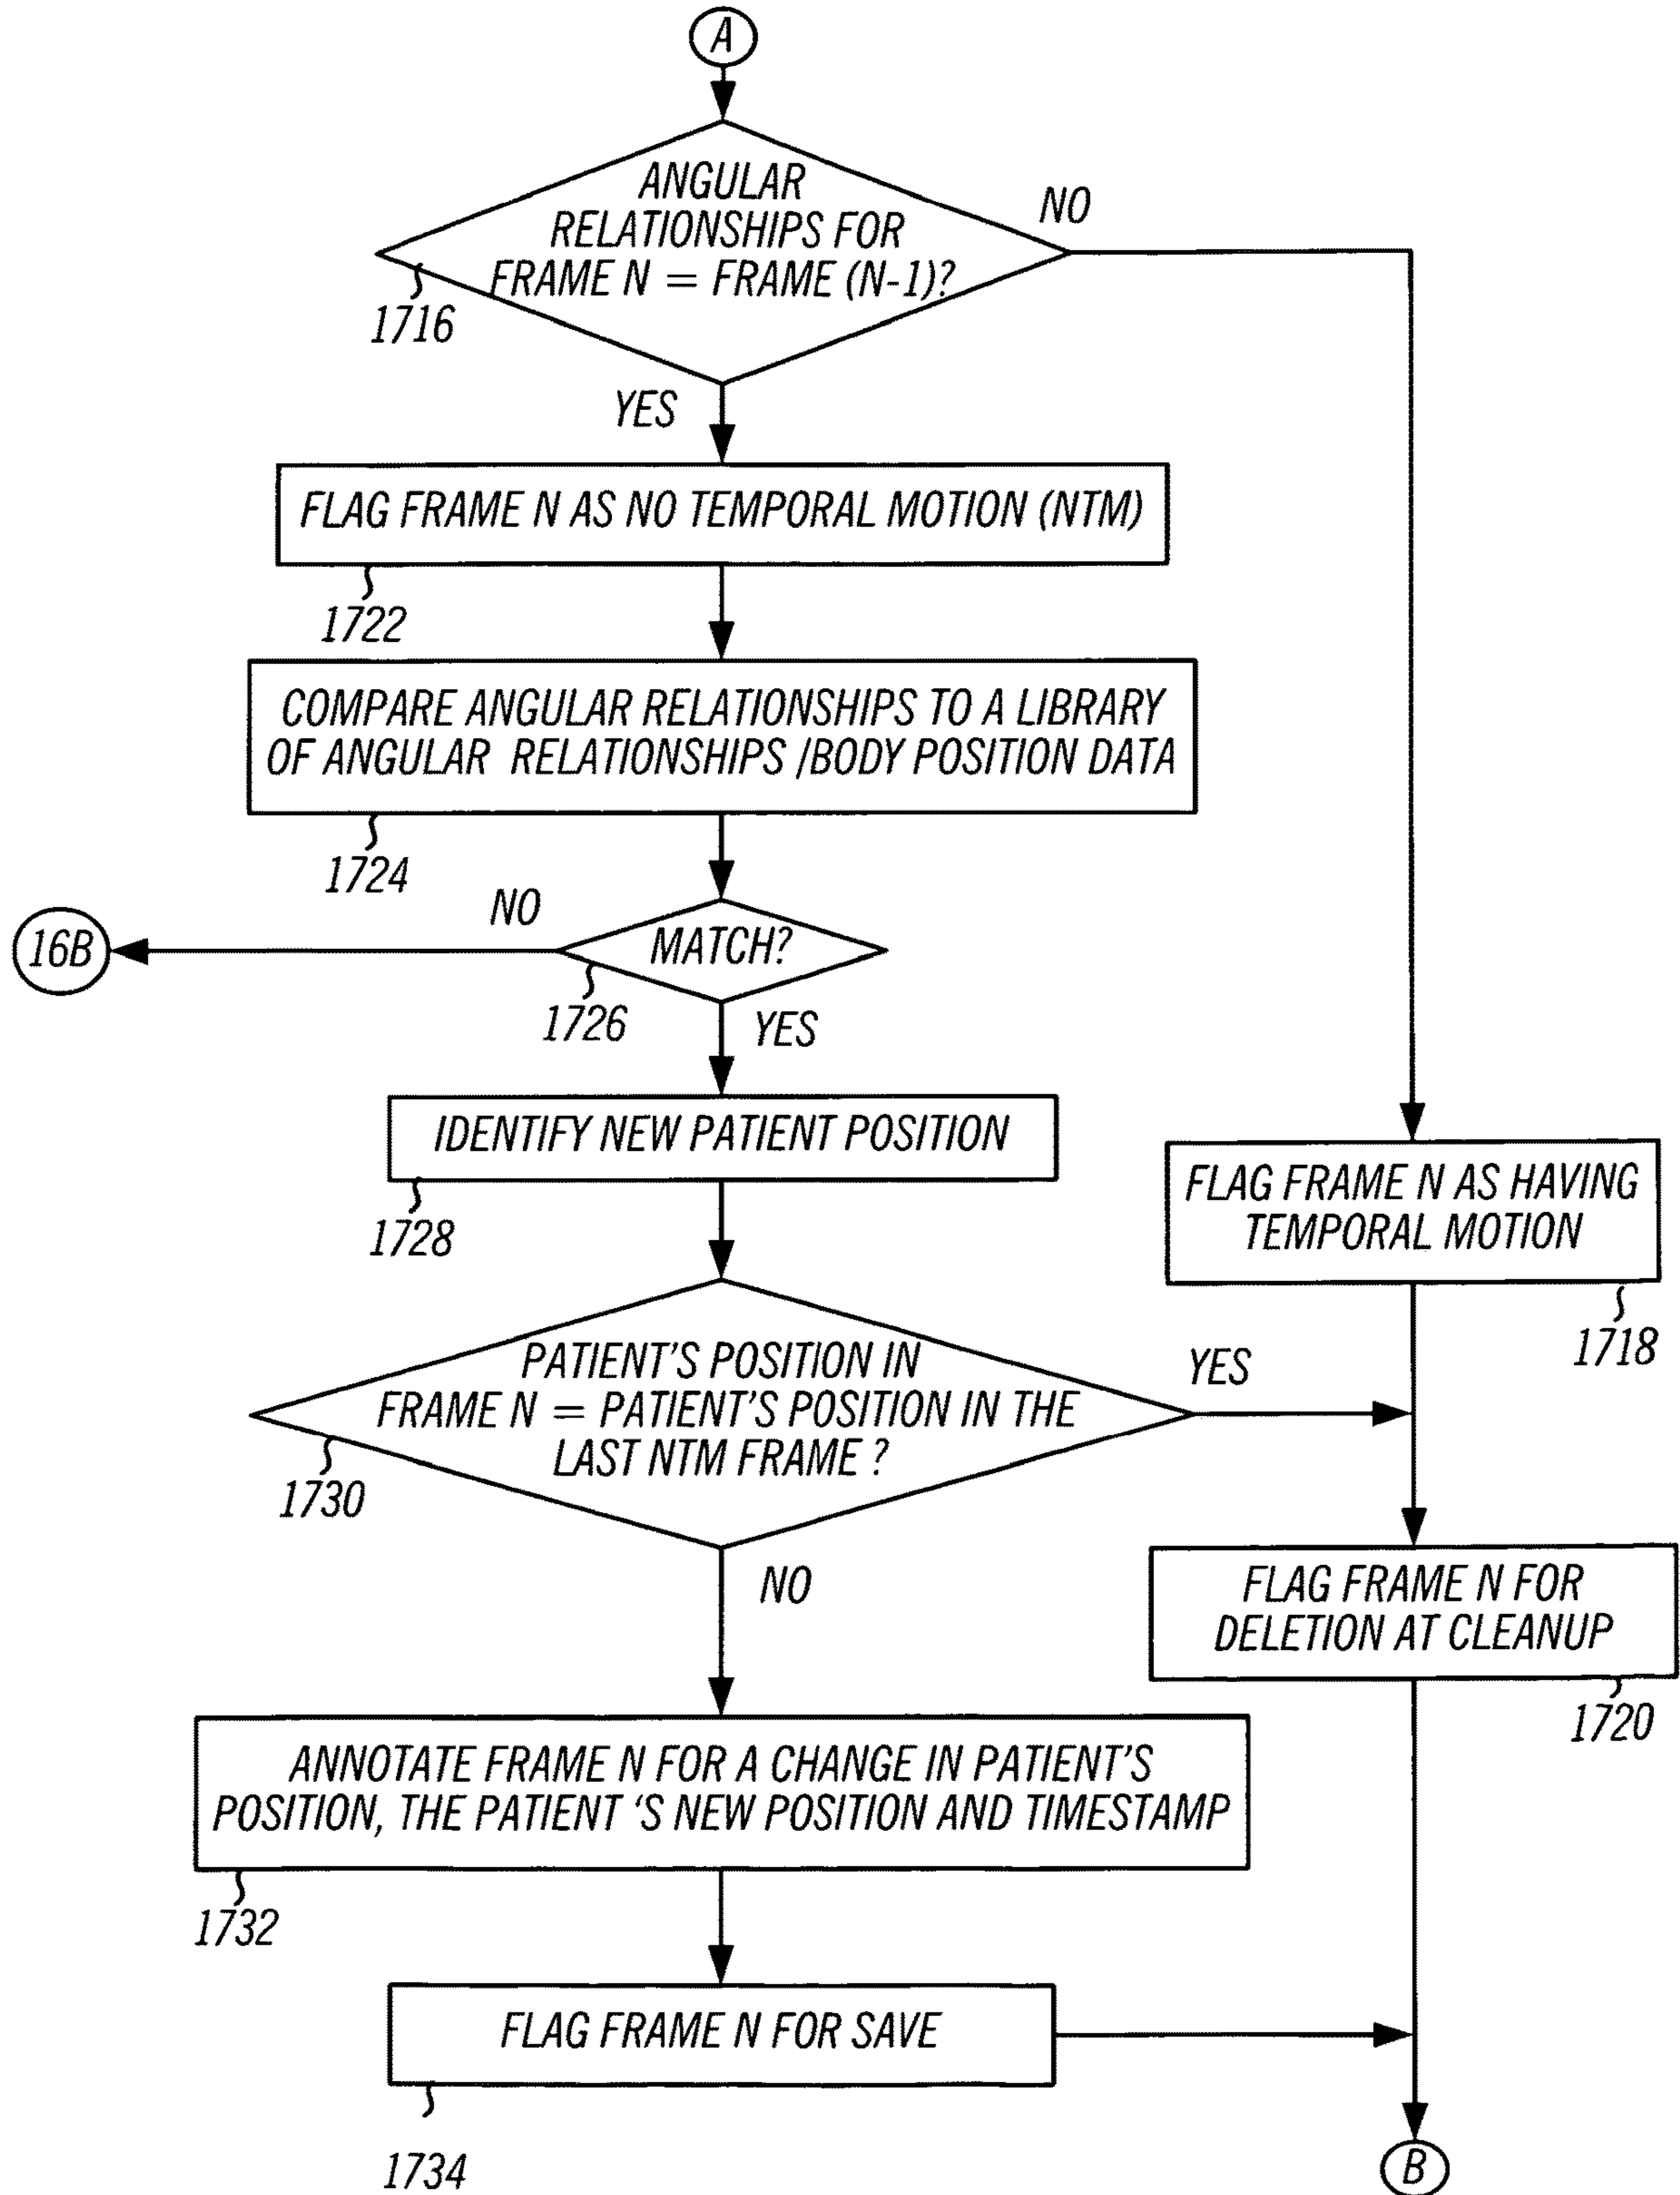 A
ANGULAR
RELATIONSHIPS FOR
FRAME N = FRAME (N-1)?
NO
1716
YES
FLAG FRAME N AS NO TEMPORAL MOTION (NTM)
1722
COMPARE ANGULAR RELATIONSHIPS TO A LIBRARY
OF ANGULAR RELATIONSHIPS /BODY POSITION DATA
1724
NO
16B
MATCH?
1726
YES
IDENTIFY NEW PATIENT POSITION
1728
FLAG FRAME N AS HAVING
TEMPORAL MOTION
1718
PATIENT'S POSITION IN
FRAME N = PATIENT'S POSITION IN THE
LAST NTM FRAME ?
YES
1730
NO
FLAG FRAME N FOR
DELETION AT CLEANUP
1720
ANNOTATE FRAME N FOR A CHANGE IN PATIENT'S
POSITION, THE PATIENT 'S NEW POSITION AND TIMESTAMP
1732
FLAG FRAME N FOR SAVE
1734
B